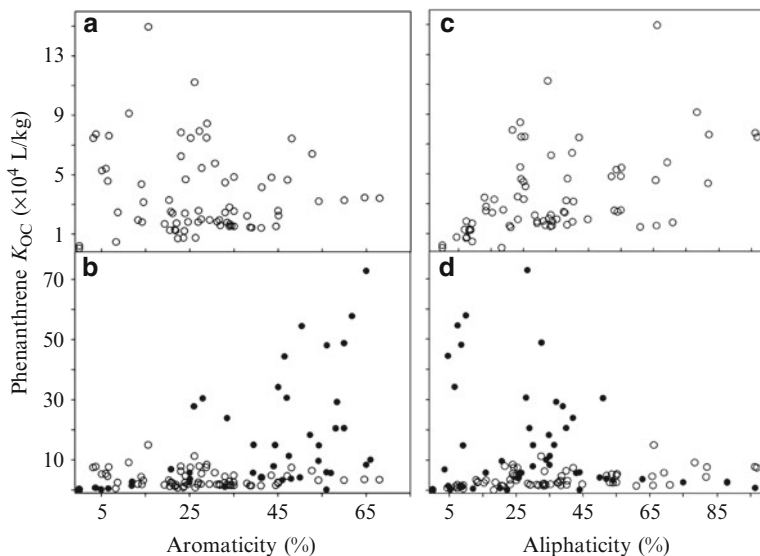 a
c
13
9
5
1
b
d
70
50
30
10
Phenanthrene K_OC (×10⁴ L/kg)
5 25 45 65
5 25 45 65 85
Aromaticity (%)
Aliphaticity (%)